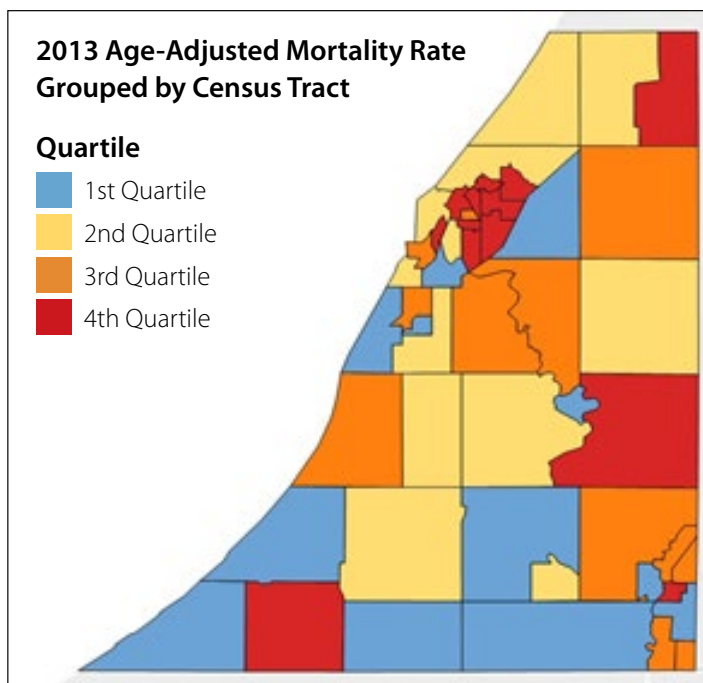 2013 Age-Adjusted Mortality Rate
Grouped by Census Tract
Quartile
1st Quartile
2nd Quartile
3rd Quartile
4th Quartile